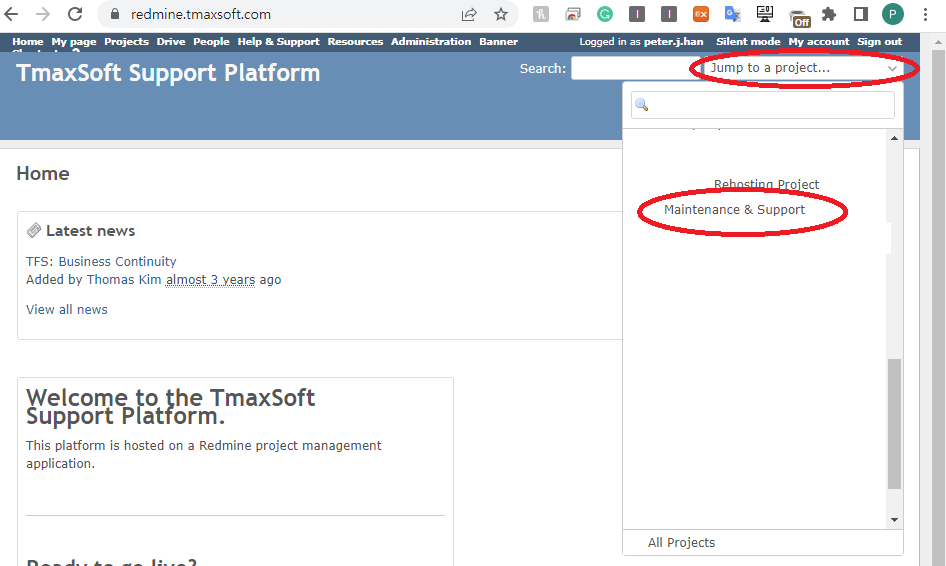 redmine.tmaxsoft.com
Off
P
Home My page Projects Drive People Help & Support Resources Administration Banner
Logged in as peter.j.han Silent mode My account Sign out
TmaxSoft Support Platform
Search:
Jump to a project...
Home
Rehosting Project
Maintenance & Support
Latest news
TFS: Business Continuity
Added by Thomas Kim almost 3 years ago
View all news
Welcome to the TmaxSoft
Support Platform.
This platform is hosted on a Redmine project management
application.
All Projects
Ready to go live?